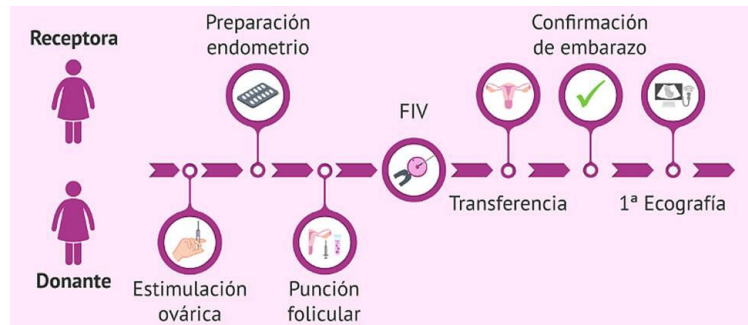 Receptora
Preparación
endometrio
Confirmación
de embarazo
FIV
Transferencia
1ª Ecografía
Donante
Estimulación
ovárica
Punción
folicular